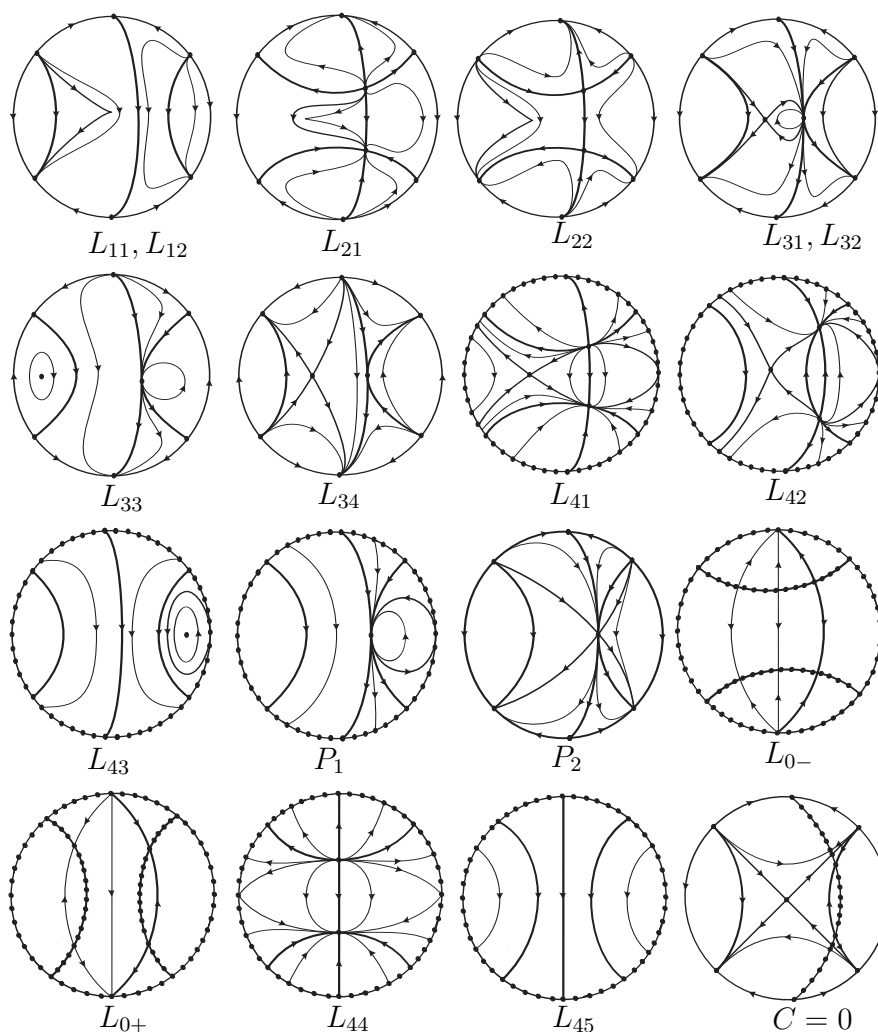 L₁₁, L₁₂ L₂₁ L₂₂ L₃₁, L₃₂
L₃₃ L₃₄ L₄₁ L₄₂
L₄₃ P₁ P₂ L₀₋
L₀₊ L₄₄ L₄₅ C = 0